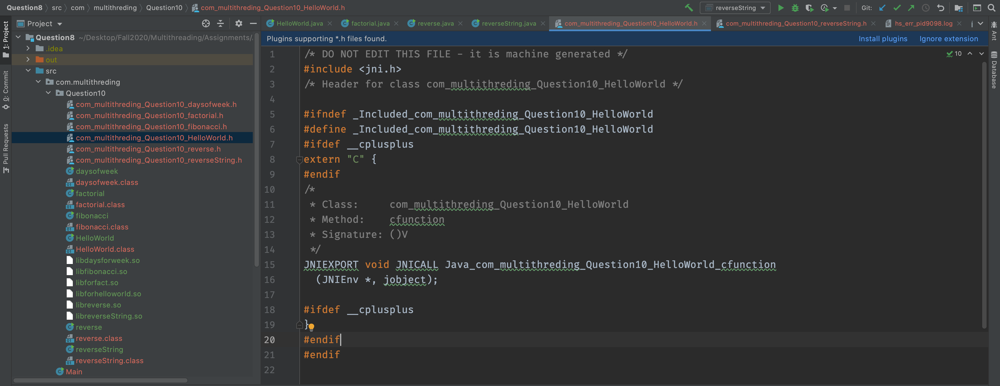 Question8 src com multithreding Question10 com_multithreding_Question10_HelloWorld.h reverseString Git:
Project HelloWorld.java factorial.java reverse.java reverseString.java com_multithreding_Question10_HelloWorld.h com_multithreding_Question10_reverseString.h hs_err_pid9098.log
Question8 ~/Desktop/Fall2020/Multithreading/Assignments/
Plugins supporting *.h files found. Install plugins Ignore extension
1: Project
0: Commit
Pull Requests
Ant
Database
.idea
out
src
com.multithreding
Question10
com_multithreding_Question10_daysofweek.h
com_multithreding_Question10_factorial.h
com_multithreding_Question10_fibonacci.h
com_multithreding_Question10_HelloWorld.h
com_multithreding_Question10_reverse.h
com_multithreding_Question10_reverseString.h
daysofweek
daysofweek.class
factorial
factorial.class
fibonacci
fibonacci.class
HelloWorld
HelloWorld.class
libdaysforweek.so
libfibonacci.so
libforfact.so
libforhelloworld.so
libreverse.so
libreverseString.so
reverse
reverse.class
reverseString
reverseString.class
Main
10
1 /* DO NOT EDIT THIS FILE - it is machine generated */
2 #include <jni.h>
3 /* Header for class com_multithreding_Question10_HelloWorld */
4
5 #ifndef _Included_com_multithreding_Question10_HelloWorld
6 #define _Included_com_multithreding_Question10_HelloWorld
7 #ifdef __cplusplus
8 extern "C" {
9 #endif
10 /*
11  * Class:     com_multithreding_Question10_HelloWorld
12  * Method:    cfunction
13  * Signature: ()V
14  */
15 JNIEXPORT void JNICALL Java_com_multithreding_Question10_HelloWorld_cfunction
16   (JNIEnv *, jobject);
17
18 #ifdef __cplusplus
19 }
20 #endif
21 #endif
22